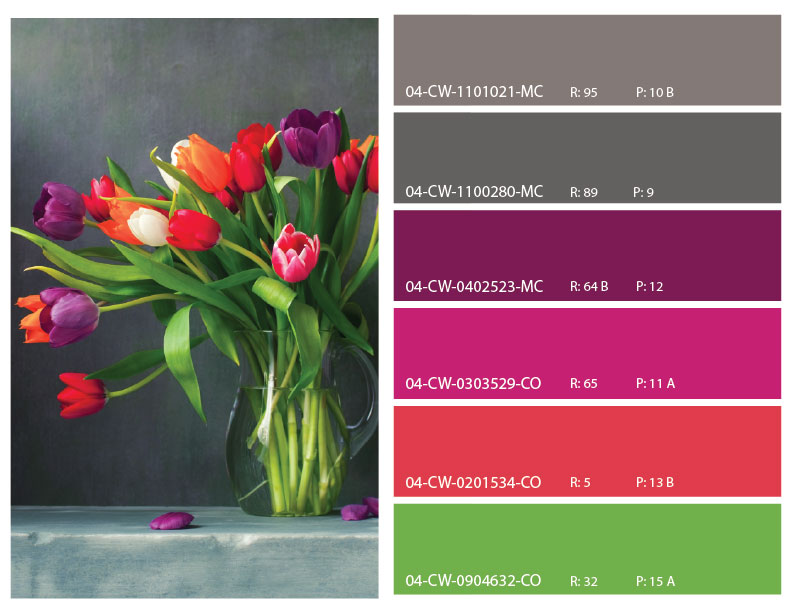 04-CW-1101021-MC R: 95 P: 10 B
04-CW-1100280-MC R: 89 P: 9
04-CW-0402523-MC R: 64 B P: 12
04-CW-0303529-CO R: 65 P: 11 A
04-CW-0201534-CO R: 5 P: 13 B
04-CW-0904632-CO R: 32 P: 15 A